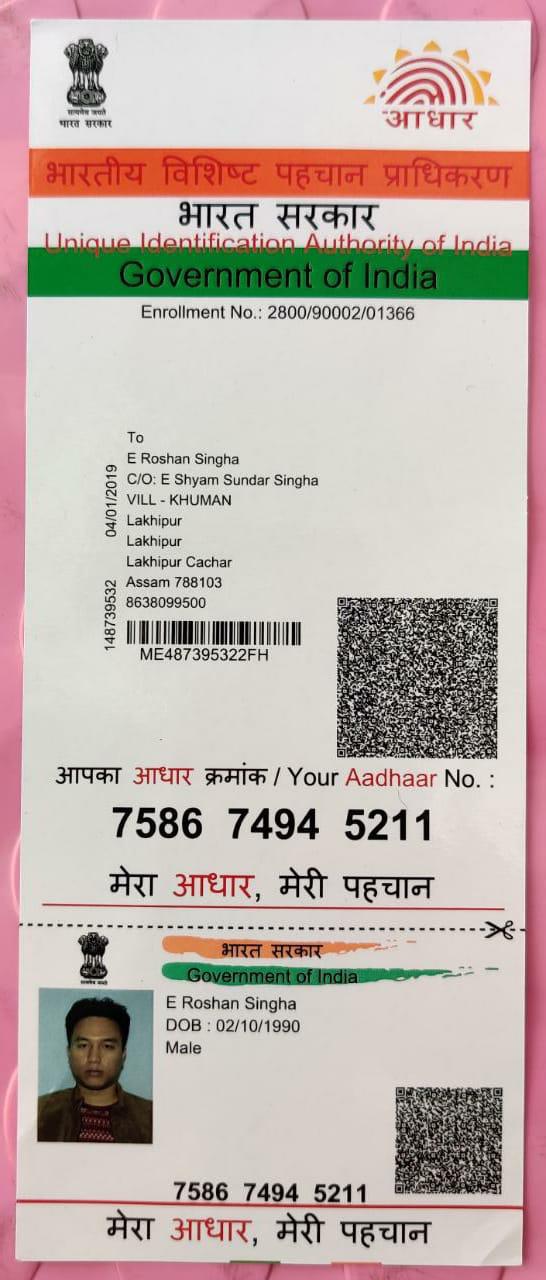 सत्यमेव जयते
भारत सरकार
आधार
भारतीय विशिष्ट पहचान प्राधिकरण
भारत सरकार
Unique Identification Authority of India
Government of India
Enrollment No.: 2800/90002/01366
To
E Roshan Singha
C/O: E Shyam Sundar Singha
VILL - KHUMAN
Lakhipur
Lakhipur
Lakhipur Cachar
Assam 788103
8638099500
04/01/2019
148739532
ME487395322FH
आपका आधार क्रमांक / Your Aadhaar No. :
7586 7494 5211
मेरा आधार, मेरी पहचान
सत्यमेव जयते
भारत सरकार
Government of India
E Roshan Singha
DOB : 02/10/1990
Male
7586 7494 5211
मेरा आधार, मेरी पहचान